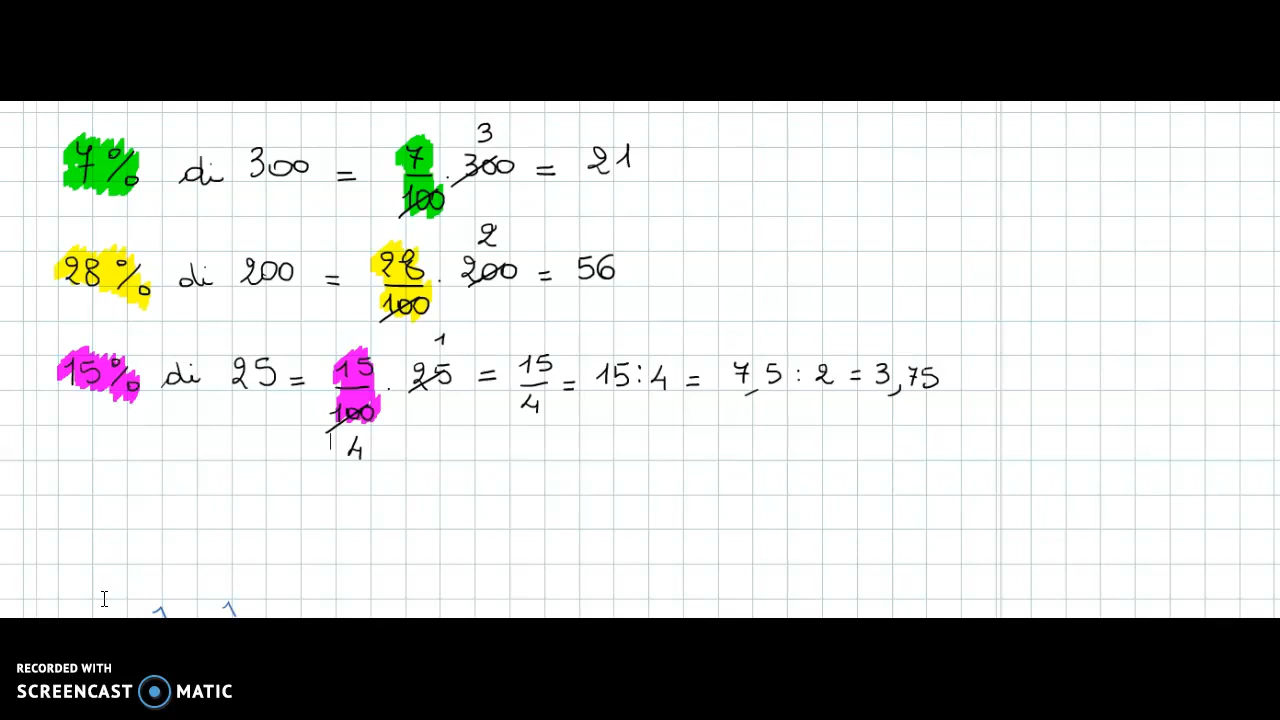 7% di 300 = 7/100 · 300 3 = 21
28% di 200 = 28/100 · 200 2 = 56
15% di 25 = 15/100 4 · 25 1 = 15/4 = 15:4 = 7,5 : 2 = 3,75
RECORDED WITH
SCREENCAST MATIC